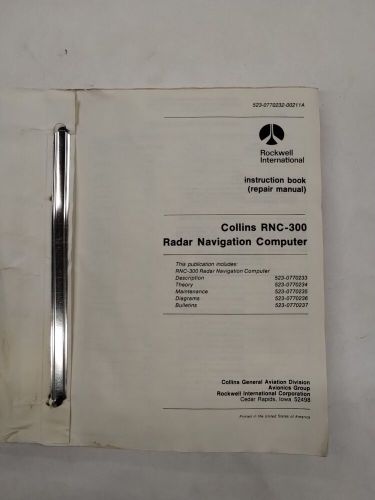 523-0770232-00211A
Rockwell
International
instruction book
(repair manual)
Collins RNC-300
Radar Navigation Computer
This publication includes:
RNC-300 Radar Navigation Computer
Description 523-0770233
Theory 523-0770234
Maintenance 523-0770235
Diagrams 523-0770236
Bulletins 523-0770237
Collins General Aviation Division
Avionics Group
Rockwell International Corporation
Cedar Rapids, Iowa 52498
Printed in the United States of America